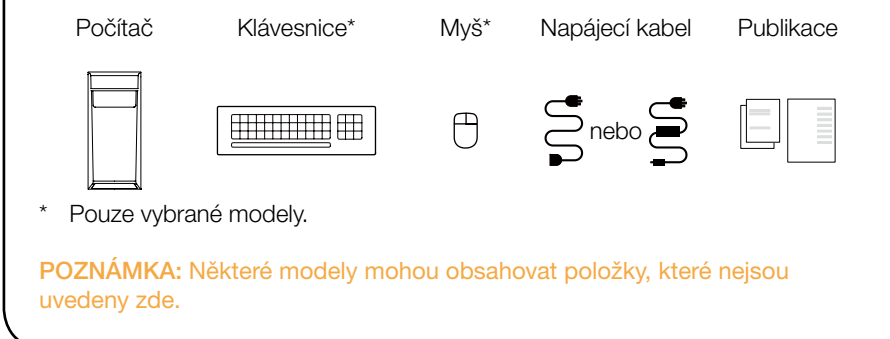 Počítač Klávesnice* Myš* Napájecí kabel Publikace
nebo
* Pouze vybrané modely.
POZNÁMKA: Některé modely mohou obsahovat položky, které nejsou
uvedeny zde.